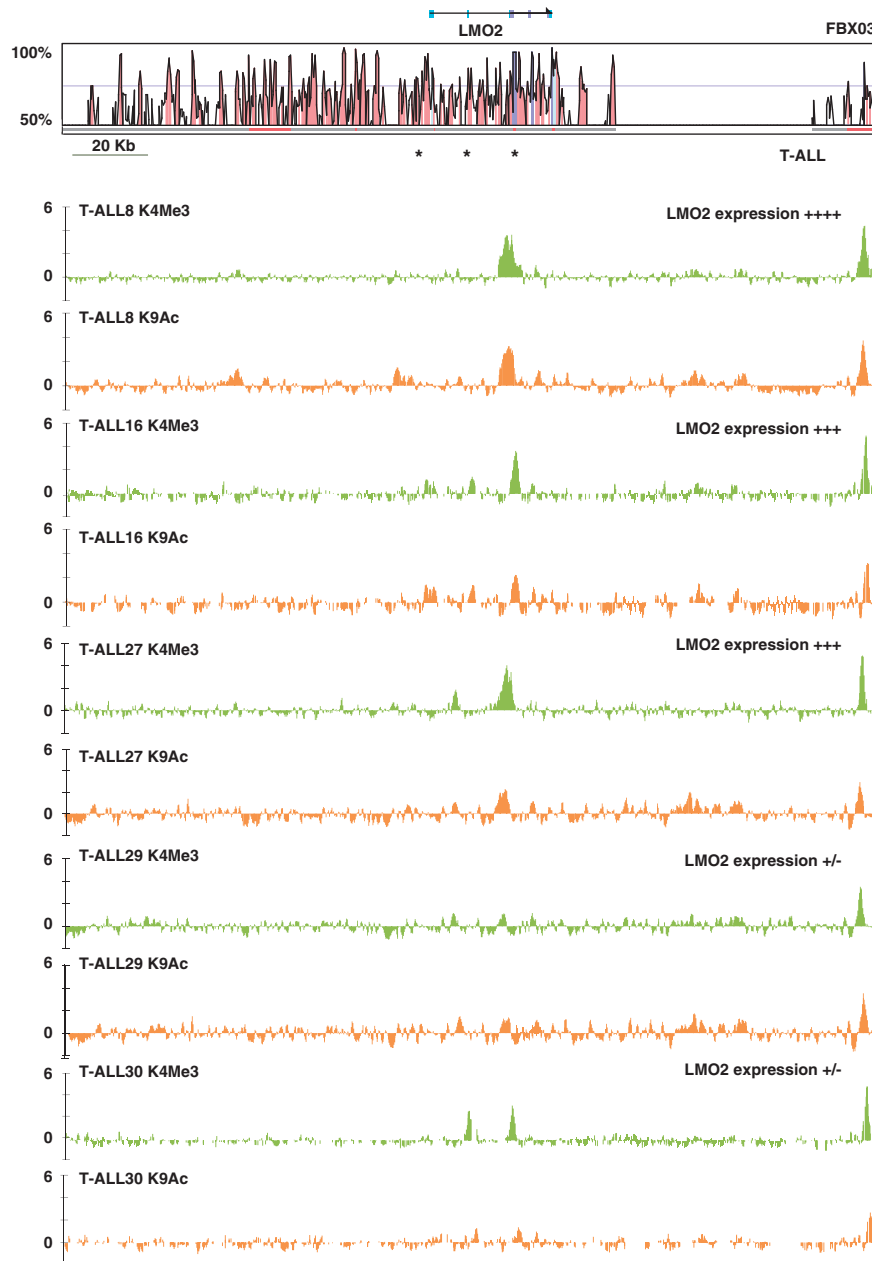 LMO2
FBX03
100%
50%
20 Kb
* * *
T-ALL
6
T-ALL8 K4Me3
LMO2 expression ++++
0
6
T-ALL8 K9Ac
0
6
T-ALL16 K4Me3
LMO2 expression +++
0
6
T-ALL16 K9Ac
0
6
T-ALL27 K4Me3
LMO2 expression +++
0
6
T-ALL27 K9Ac
0
6
T-ALL29 K4Me3
LMO2 expression +/-
0
6
T-ALL29 K9Ac
0
6
T-ALL30 K4Me3
LMO2 expression +/-
0
6
T-ALL30 K9Ac
0